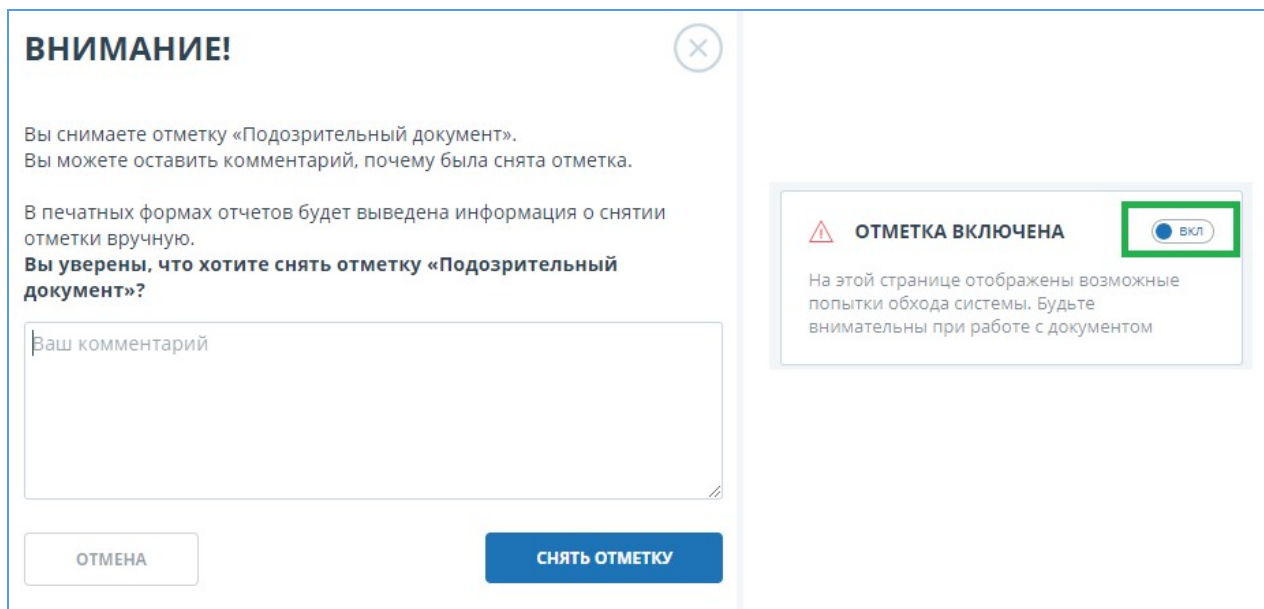 ВНИМАНИЕ!
Вы снимаете отметку «Подозрительный документ».
Вы можете оставить комментарий, почему была снята отметка.
В печатных формах отчетов будет выведена информация о снятии
отметки вручную.
Вы уверены, что хотите снять отметку «Подозрительный
документ»?
Ваш комментарий
ОТМЕНА
СНЯТЬ ОТМЕТКУ
ОТМЕТКА ВКЛЮЧЕНА
ВКЛ
На этой странице отображены возможные
попытки обхода системы. Будьте
внимательны при работе с документом